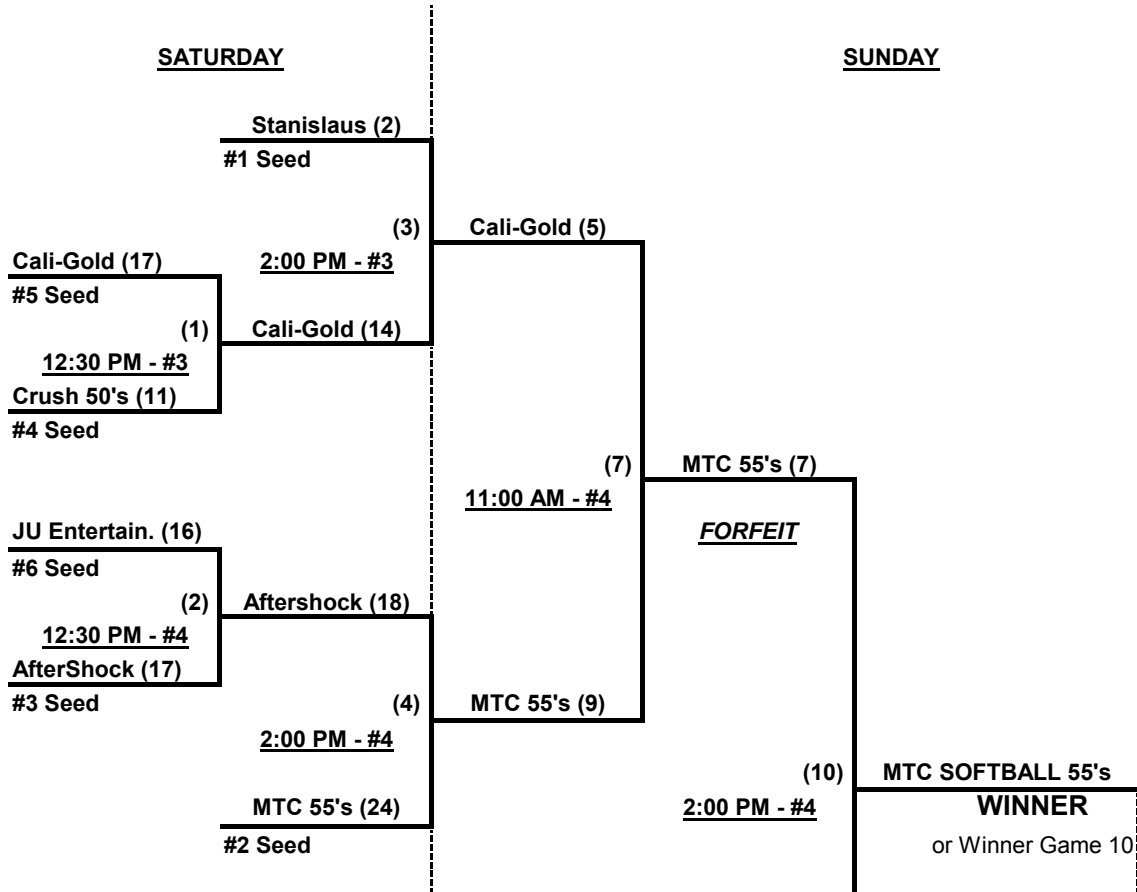 SATURDAY
SUNDAY
Stanislaus (2)
#1 Seed
(3)
Cali-Gold (5)
2:00 PM - #3
Cali-Gold (17)
#5 Seed
(1)
Cali-Gold (14)
12:30 PM - #3
Crush 50's (11)
#4 Seed
(7)
MTC 55's (7)
11:00 AM - #4
FORFEIT
JU Entertain. (16)
#6 Seed
(2)
Aftershock (18)
12:30 PM - #4
AfterShock (17)
#3 Seed
(4)
MTC 55's (9)
2:00 PM - #4
(10)
MTC SOFTBALL 55's
MTC 55's (24)
2:00 PM - #4
WINNER
#2 Seed
or Winner Game 10